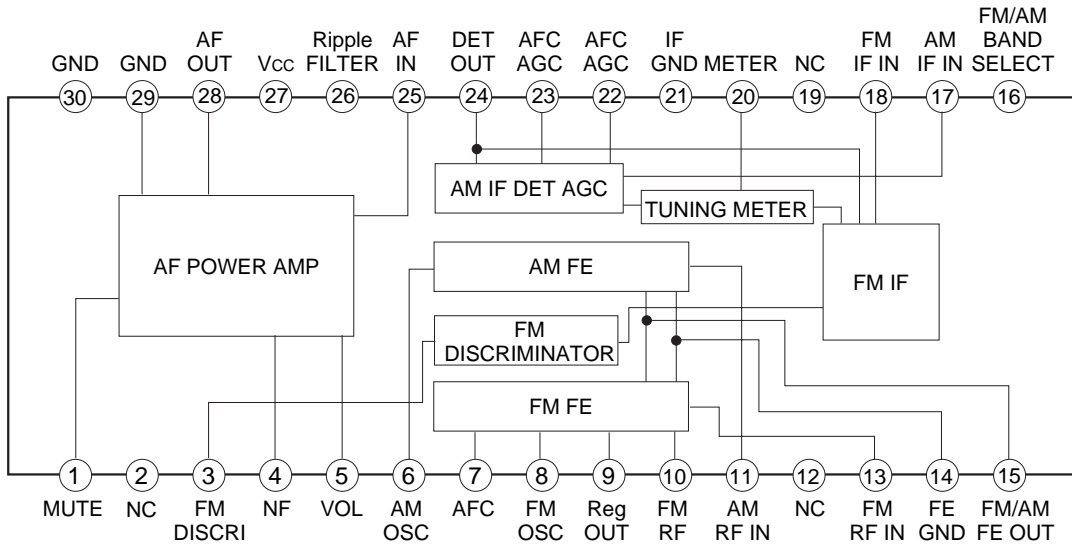 FM/AM
AF Ripple AF DET AFC AFC IF FM AM BAND
GND GND OUT Vcc FILTER IN OUT AGC AGC GND METER NC IF IN IF IN SELECT
30 29 28 27 26 25 24 23 22 21 20 19 18 17 16
AM IF DET AGC
TUNING METER
AF POWER AMP
AM FE
FM IF
FM
DISCRIMINATOR
FM FE
1 2 3 4 5 6 7 8 9 10 11 12 13 14 15
MUTE NC FM NF VOL AM AFC FM Reg FM AM NC FM FE FM/AM
DISCRI OSC OSC OUT RF RF IN RF IN GND FE OUT